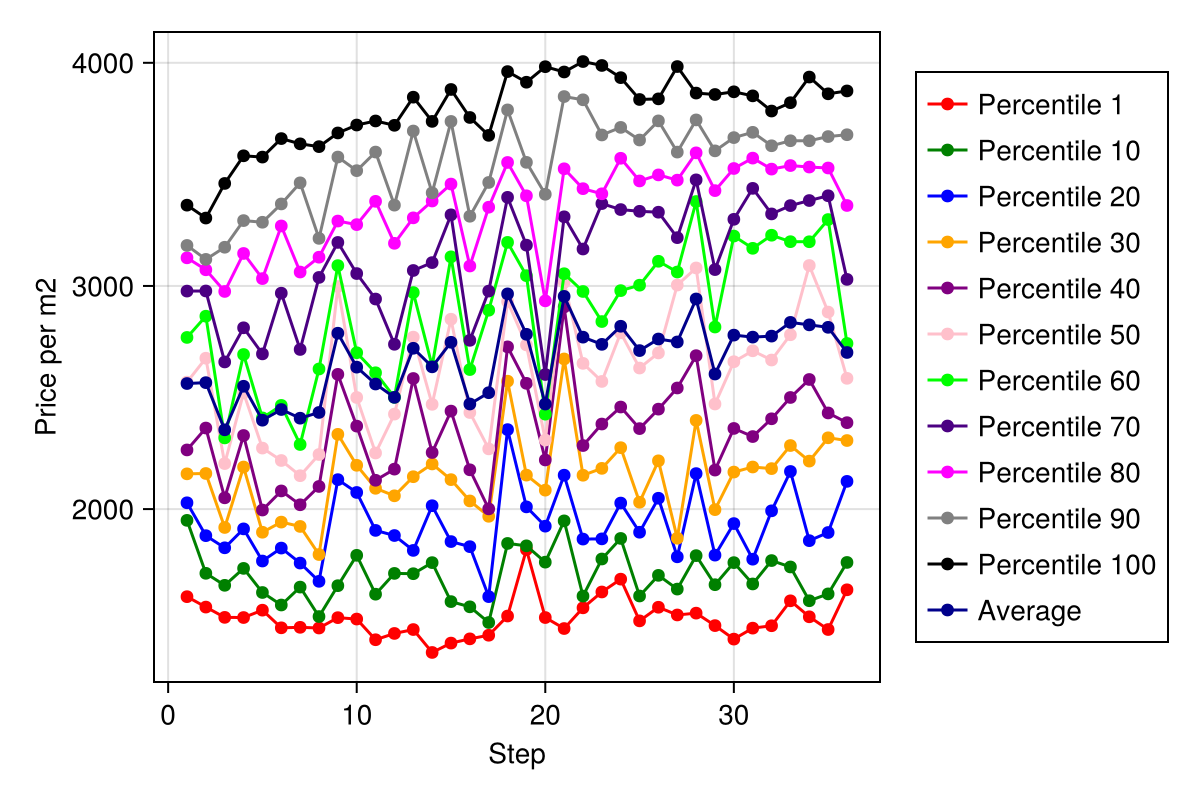 4000
3000
2000
Price per m2
0
10
20
30
Step
Percentile 1
Percentile 10
Percentile 20
Percentile 30
Percentile 40
Percentile 50
Percentile 60
Percentile 70
Percentile 80
Percentile 90
Percentile 100
Average